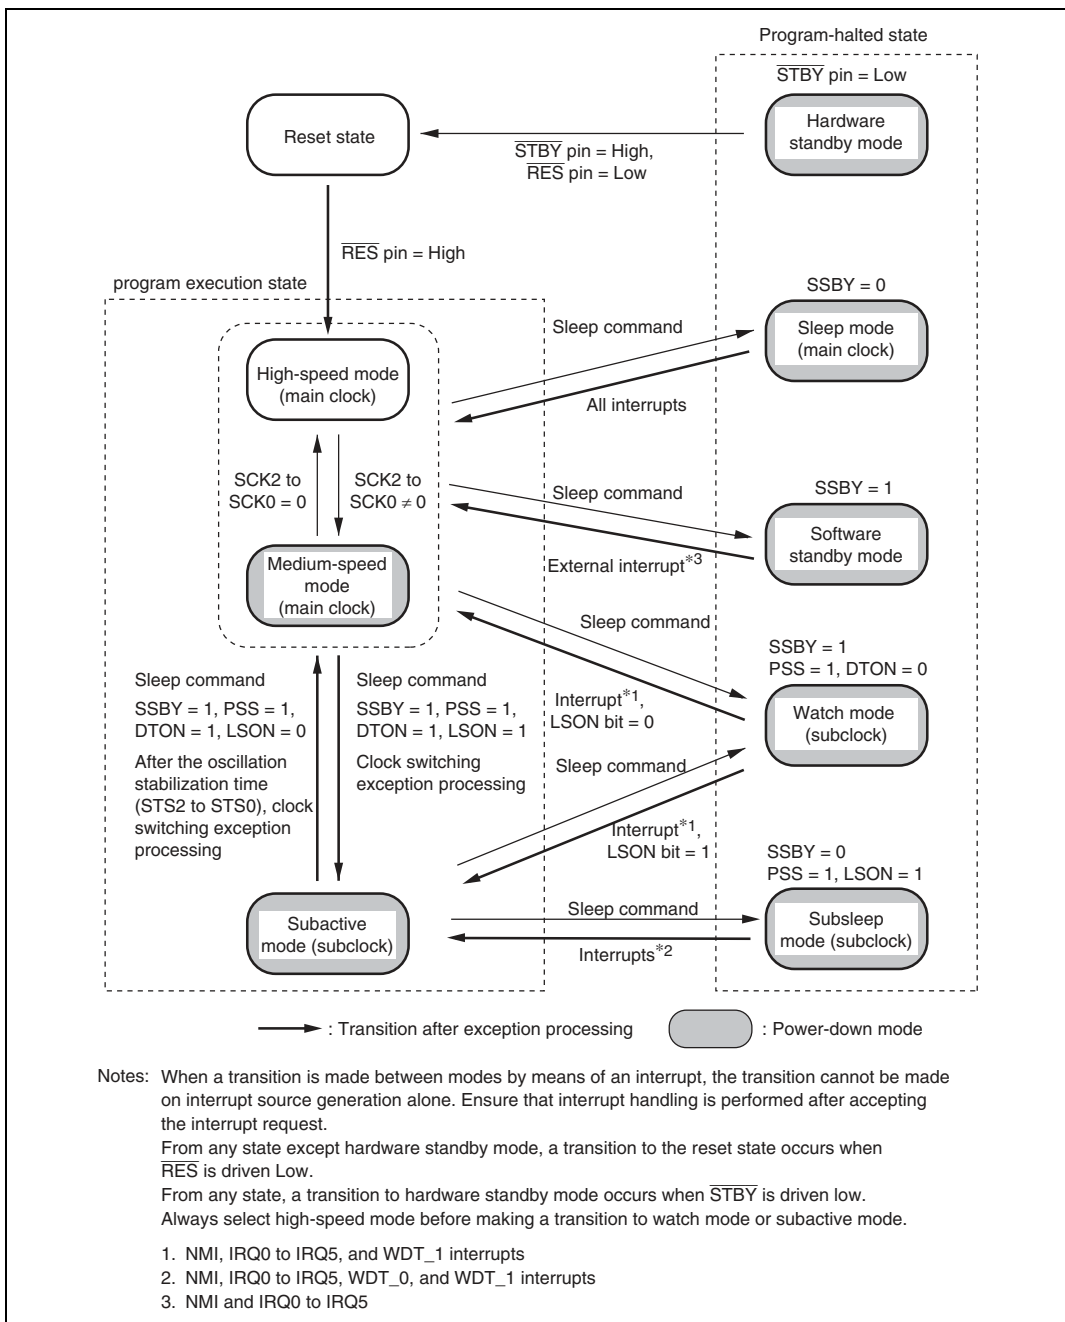 Program-halted state
STBY pin = Low
Hardware
standby mode
Reset state
STBY pin = High,
RES pin = Low
RES pin = High
program execution state
SSBY = 0
Sleep command
Sleep mode
(main clock)
High-speed mode
(main clock)
All interrupts
SCK2 to
SCK0 = 0
SCK2 to
SCK0 ≠ 0
Sleep command
SSBY = 1
Software
standby mode
External interrupt*3
Medium-speed
mode
(main clock)
Sleep command
SSBY = 1
PSS = 1, DTON = 0
Sleep command
SSBY = 1, PSS = 1,
DTON = 1, LSON = 0
After the oscillation
stabilization time
(STS2 to STS0), clock
switching exception
processing
Sleep command
SSBY = 1, PSS = 1,
DTON = 1, LSON = 1
Clock switching
exception processing
Interrupt*1,
LSON bit = 0
Watch mode
(subclock)
Sleep command
Interrupt*1,
LSON bit = 1
SSBY = 0
PSS = 1, LSON = 1
Sleep command
Subactive
mode (subclock)
Subsleep
mode (subclock)
Interrupts*2
: Transition after exception processing
: Power-down mode
Notes: When a transition is made between modes by means of an interrupt, the transition cannot be made
on interrupt source generation alone. Ensure that interrupt handling is performed after accepting
the interrupt request.
From any state except hardware standby mode, a transition to the reset state occurs when
RES is driven Low.
From any state, a transition to hardware standby mode occurs when STBY is driven low.
Always select high-speed mode before making a transition to watch mode or subactive mode.
1. NMI, IRQ0 to IRQ5, and WDT_1 interrupts
2. NMI, IRQ0 to IRQ5, WDT_0, and WDT_1 interrupts
3. NMI and IRQ0 to IRQ5